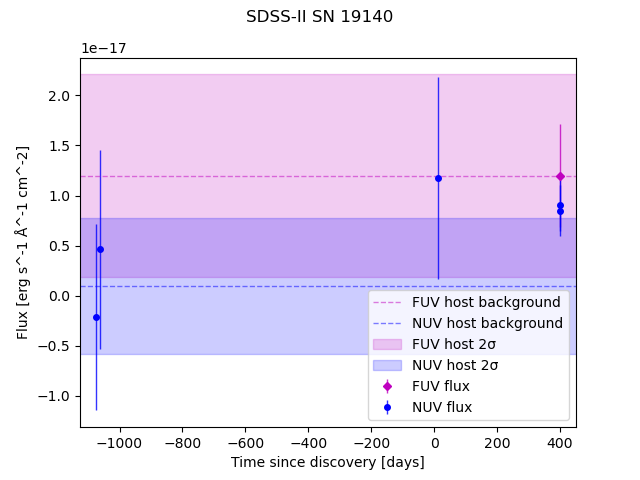 SDSS-II SN 19140
1e−17
2.0
1.5
1.0
0.5
0.0
−0.5
−1.0
Flux [erg s^-1 Å^-1 cm^-2]
FUV host background
NUV host background
FUV host 2σ
NUV host 2σ
FUV flux
NUV flux
−1000 −800 −600 −400 −200 0 200 400
Time since discovery [days]